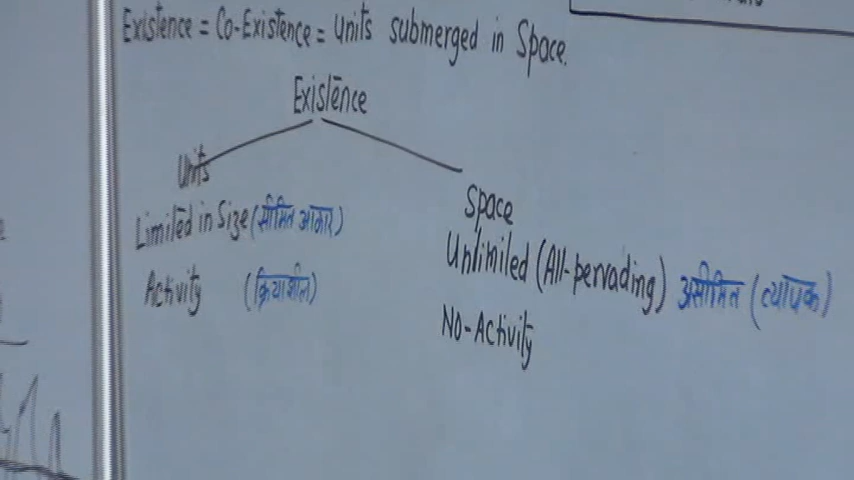 Existence = Co-Existence = Units submerged in Space.
Existence
Units
Limited in Size (सीमित आकार)
Activity (क्रियाशील)
Space
Unlimiled (All-pervading) असीमित (व्यापक)
No-Activity